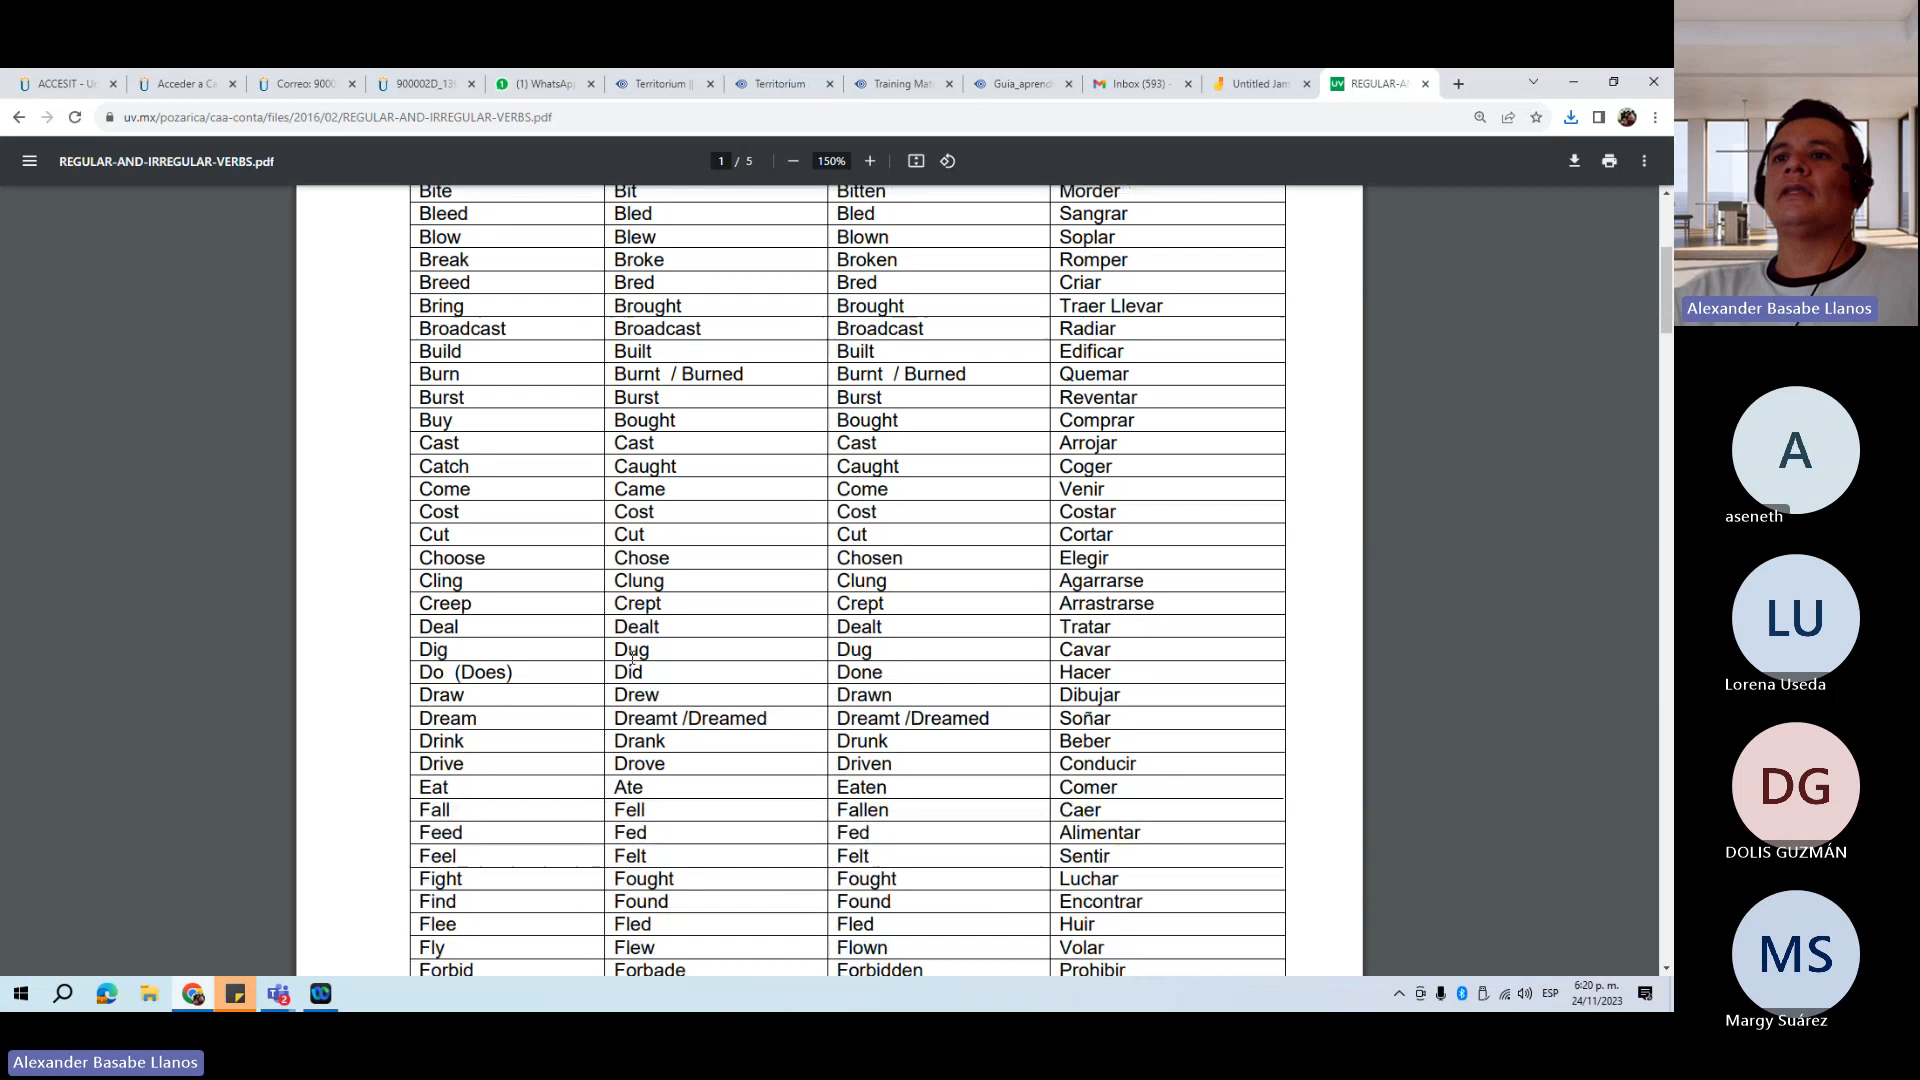 ACCESIT - Un
Acceder a Ca
Correo: 9000
900002D_139
(1) WhatsApp
Territorium ||
Territorium
Training Mat
Guia_aprend
Inbox (593) -
Untitled Jam
REGULAR-AN
uv.mx/pozarica/caa-conta/files/2016/02/REGULAR-AND-IRREGULAR-VERBS.pdf
REGULAR-AND-IRREGULAR-VERBS.pdf
1 / 5
150%
Bite Bit Bitten Morder
Bleed Bled Bled Sangrar
Blow Blew Blown Soplar
Break Broke Broken Romper
Breed Bred Bred Criar
Bring Brought Brought Traer Llevar
Broadcast Broadcast Broadcast Radiar
Build Built Built Edificar
Burn Burnt / Burned Burnt / Burned Quemar
Burst Burst Burst Reventar
Buy Bought Bought Comprar
Cast Cast Cast Arrojar
Catch Caught Caught Coger
Come Came Come Venir
Cost Cost Cost Costar
Cut Cut Cut Cortar
Choose Chose Chosen Elegir
Cling Clung Clung Agarrarse
Creep Crept Crept Arrastrarse
Deal Dealt Dealt Tratar
Dig Dug Dug Cavar
Do (Does) Did Done Hacer
Draw Drew Drawn Dibujar
Dream Dreamt /Dreamed Dreamt /Dreamed Soñar
Drink Drank Drunk Beber
Drive Drove Driven Conducir
Eat Ate Eaten Comer
Fall Fell Fallen Caer
Feed Fed Fed Alimentar
Feel Felt Felt Sentir
Fight Fought Fought Luchar
Find Found Found Encontrar
Flee Fled Fled Huir
Fly Flew Flown Volar
Forbid Forbade Forbidden Prohibir
ESP
6:20 p. m.
24/11/2023
Alexander Basabe Llanos
A
aseneth
LU
Lorena Useda
DG
DOLIS GUZMÁN
MS
Margy Suárez
Alexander Basabe Llanos